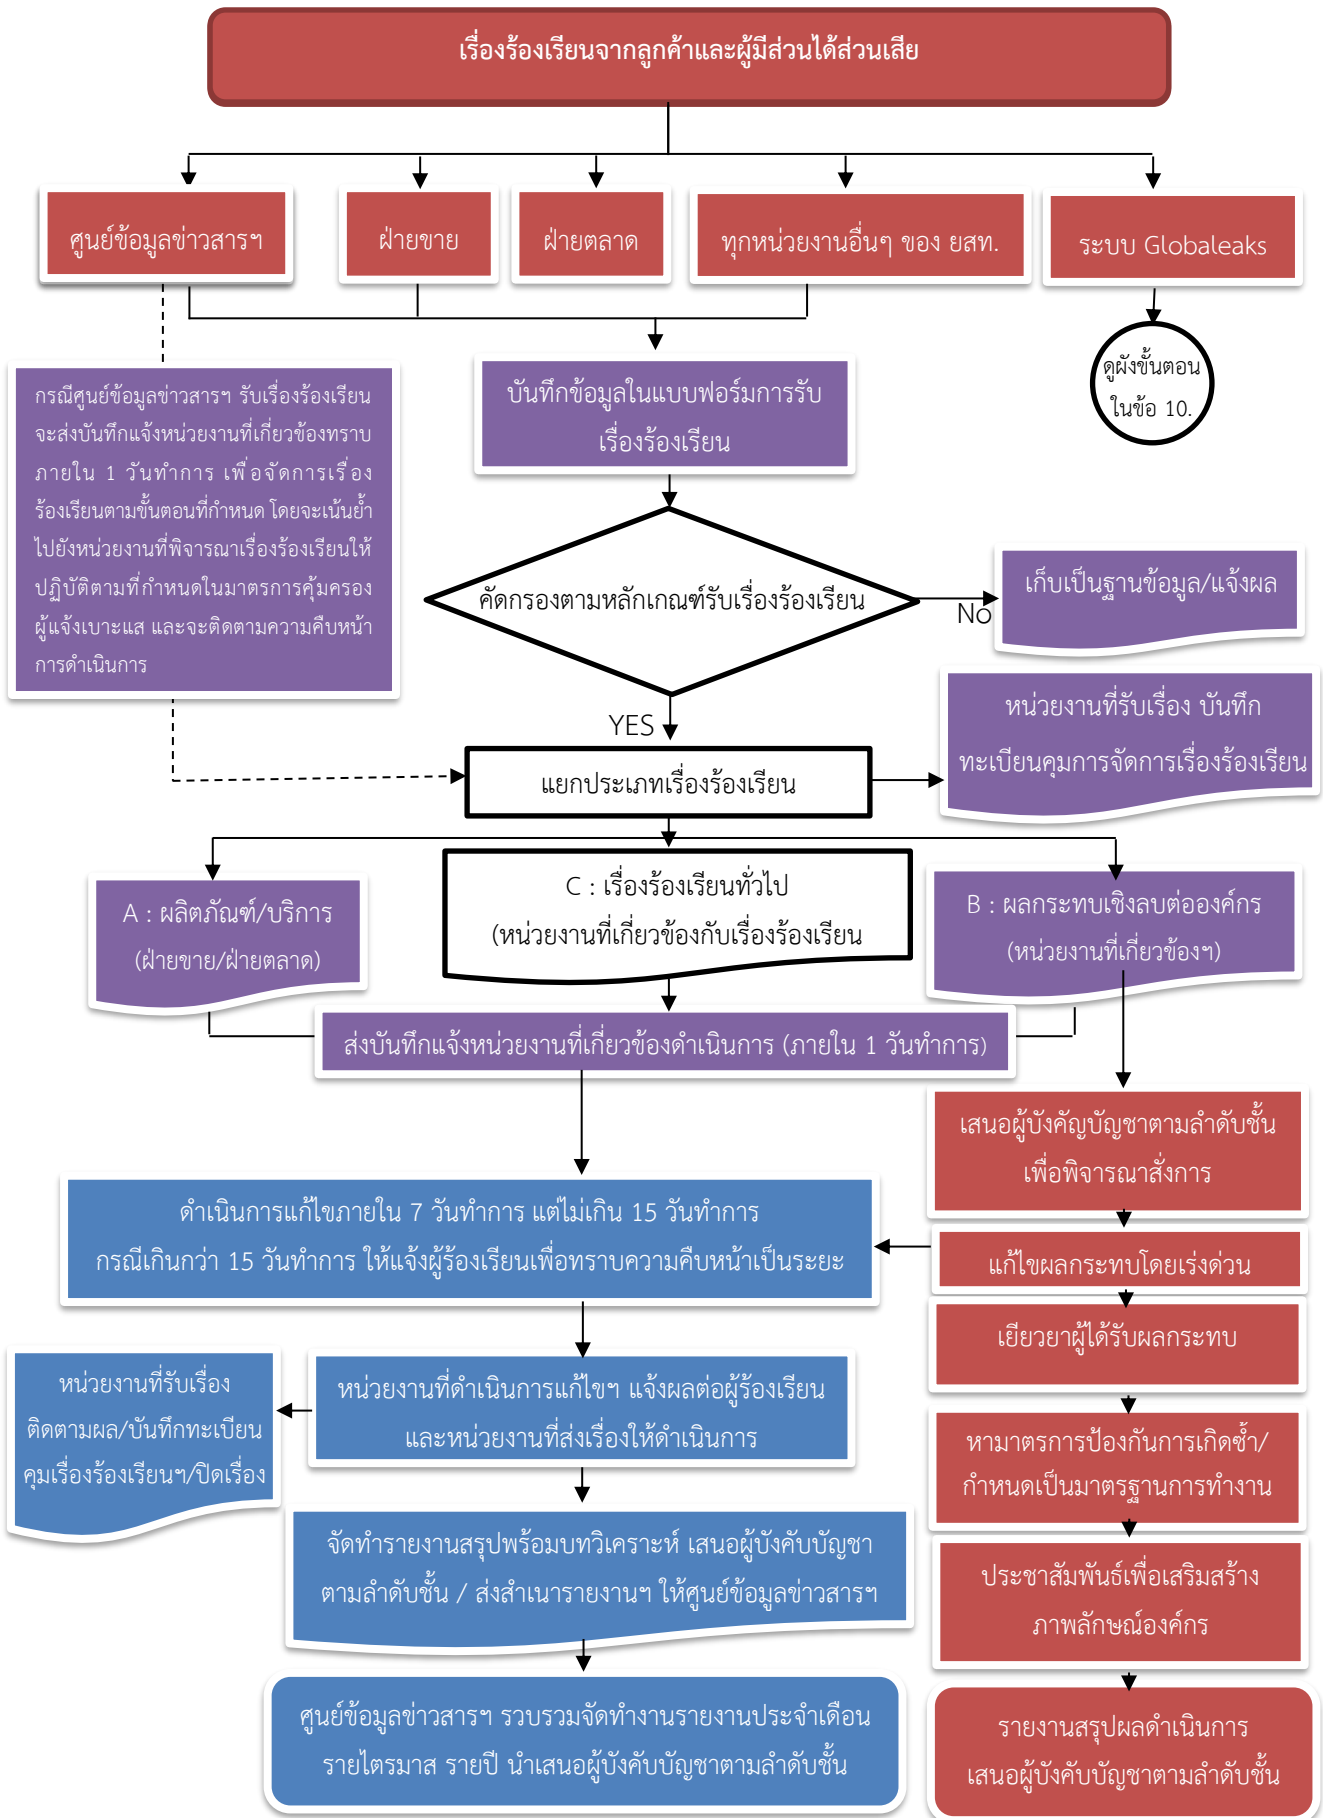 เรื่องร้องเรียนจากลูกค้าและผู้มีส่วนได้ส่วนเสีย
ศูนย์ข้อมูลข่าวสารฯ
ฝ่ายขาย
ฝ่ายตลาด
ทุกหน่วยงานอื่นๆ ของ ยสท.
ระบบ Globaleaks
ดูผังขั้นตอน
ในข้อ 10.
กรณีศูนย์ข้อมูลข่าวสารฯ รับเรื่องร้องเรียน
จะส่งบันทึกแจ้งหน่วยงานที่เกี่ยวข้องทราบ
ภายใน 1 วันทำการ เพื่อจัดการเรื่อง
ร้องเรียนตามขั้นตอนที่กำหนด โดยจะเน้นย้ำ
ไปยังหน่วยงานที่พิจารณาเรื่องร้องเรียนให้
ปฏิบัติตามที่กำหนดในมาตรการคุ้มครอง
ผู้แจ้งเบาะแส และจะติดตามความคืบหน้า
การดำเนินการ
บันทึกข้อมูลในแบบฟอร์มการรับ
เรื่องร้องเรียน
คัดกรองตามหลักเกณฑ์รับเรื่องร้องเรียน
No
เก็บเป็นฐานข้อมูล/แจ้งผล
YES
หน่วยงานที่รับเรื่อง บันทึก
ทะเบียนคุมการจัดการเรื่องร้องเรียน
แยกประเภทเรื่องร้องเรียน
A : ผลิตภัณฑ์/บริการ
(ฝ่ายขาย/ฝ่ายตลาด)
C : เรื่องร้องเรียนทั่วไป
(หน่วยงานที่เกี่ยวข้องกับเรื่องร้องเรียน
B : ผลกระทบเชิงลบต่อองค์กร
(หน่วยงานที่เกี่ยวข้องฯ)
ส่งบันทึกแจ้งหน่วยงานที่เกี่ยวข้องดำเนินการ (ภายใน 1 วันทำการ)
เสนอผู้บังคัญบัญชาตามลำดับชั้น
เพื่อพิจารณาสั่งการ
ดำเนินการแก้ไขภายใน 7 วันทำการ แต่ไม่เกิน 15 วันทำการ
กรณีเกินกว่า 15 วันทำการ ให้แจ้งผู้ร้องเรียนเพื่อทราบความคืบหน้าเป็นระยะ
แก้ไขผลกระทบโดยเร่งด่วน
เยียวยาผู้ได้รับผลกระทบ
หน่วยงานที่รับเรื่อง
ติดตามผล/บันทึกทะเบียน
คุมเรื่องร้องเรียนฯ/ปิดเรื่อง
หน่วยงานที่ดำเนินการแก้ไขฯ แจ้งผลต่อผู้ร้องเรียน
และหน่วยงานที่ส่งเรื่องให้ดำเนินการ
หามาตรการป้องกันการเกิดซ้ำ/
กำหนดเป็นมาตรฐานการทำงาน
จัดทำรายงานสรุปพร้อมบทวิเคราะห์ เสนอผู้บังคับบัญชา
ตามลำดับชั้น / ส่งสำเนารายงานฯ ให้ศูนย์ข้อมูลข่าวสารฯ
ประชาสัมพันธ์เพื่อเสริมสร้าง
ภาพลักษณ์องค์กร
ศูนย์ข้อมูลข่าวสารฯ รวบรวมจัดทำงานรายงานประจำเดือน
รายไตรมาส รายปี นำเสนอผู้บังคับบัญชาตามลำดับชั้น
รายงานสรุปผลดำเนินการ
เสนอผู้บังคับบัญชาตามลำดับชั้น